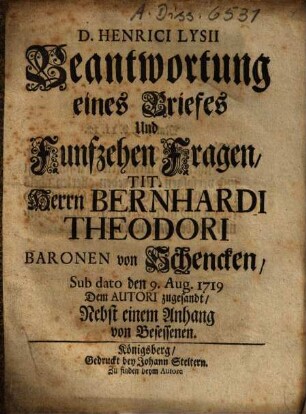 A. Diss. 6531
D. HENRICI LYSII
Beantwortung
eines Briefes
Und
Funfzehen Fragen/
TIT.
Herrn BERNHARDI
THEODORI
BARONEN von Schencken/
Sub dato den 9. Aug. 1719
Dem AUTORI zugesandt/
Nebst einem Anhang
von Besessenen.
Königsberg/
Gedruckt bey Johann Steltern.
Zu finden beym Autore